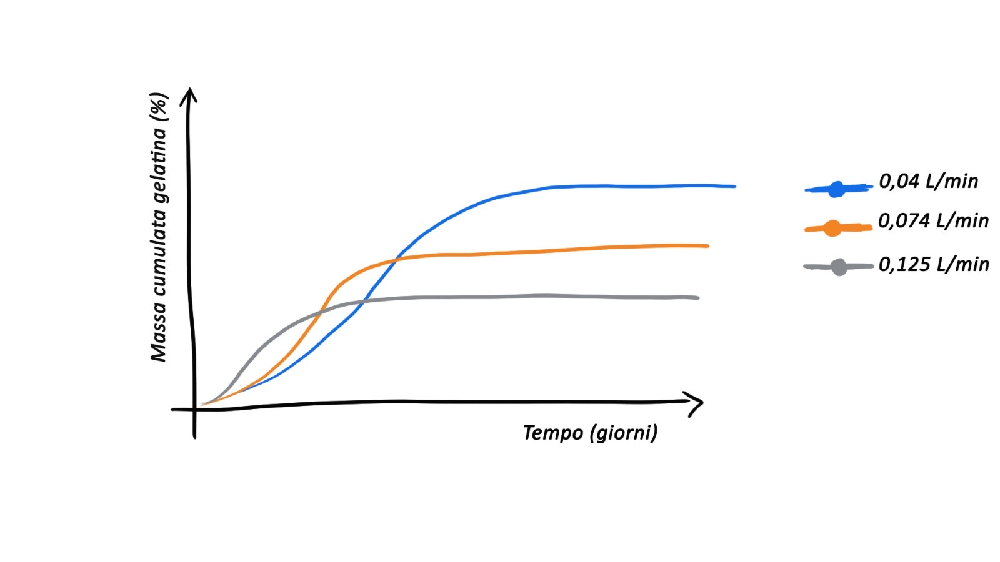 Massa cumulata gelatina (%)
0,04 L/min
0,074 L/min
0,125 L/min
Tempo (giorni)